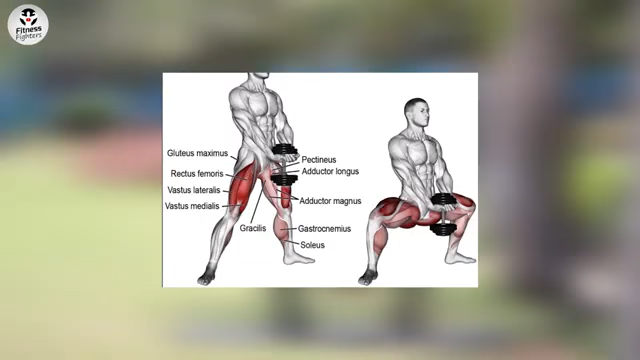 Fitness
Fighters
Gluteus maximus
Rectus femoris
Vastus lateralis
Vastus medialis
Gracilis
Pectineus
Adductor longus
Adductor magnus
Gastrocnemius
Soleus